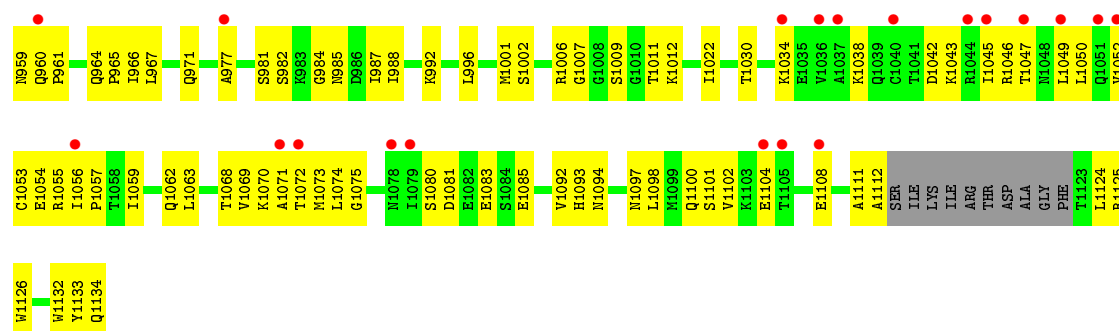 N959 Q960 P961 Q964 P965 I966 L967 Q971 A977 S981 S982 K983 G984 N985 D986 I987 I988 K992 L996 M1001 S1002 R1006 G1007 G1008 S1009 G1010 T1011 K1012 I1022 T1030 K1034 E1035 V1036 A1037 K1038 Q1039 C1040 T1041 D1042 K1043 R1044 I1045 R1046 T1047 N1048 L1049 L1050 Q1051 V1052
C1053 E1054 R1055 I1056 P1057 T1058 I1059 Q1062 L1063 T1068 V1069 K1070 A1071 T1072 M1073 L1074 G1075 N1078 I1079 S1080 D1081 E1082 E1083 S1084 E1085 V1092 H1093 N1094 N1097 L1098 M1099 Q1100 S1101 V1102 K1103 E1104 T1105 E1108 A1111 A1112 SER ILE LYS ILE ARG THR ASP ALA GLY PHE T1123 L1124 R1125
W1126 W1132 Y1133 Q1134